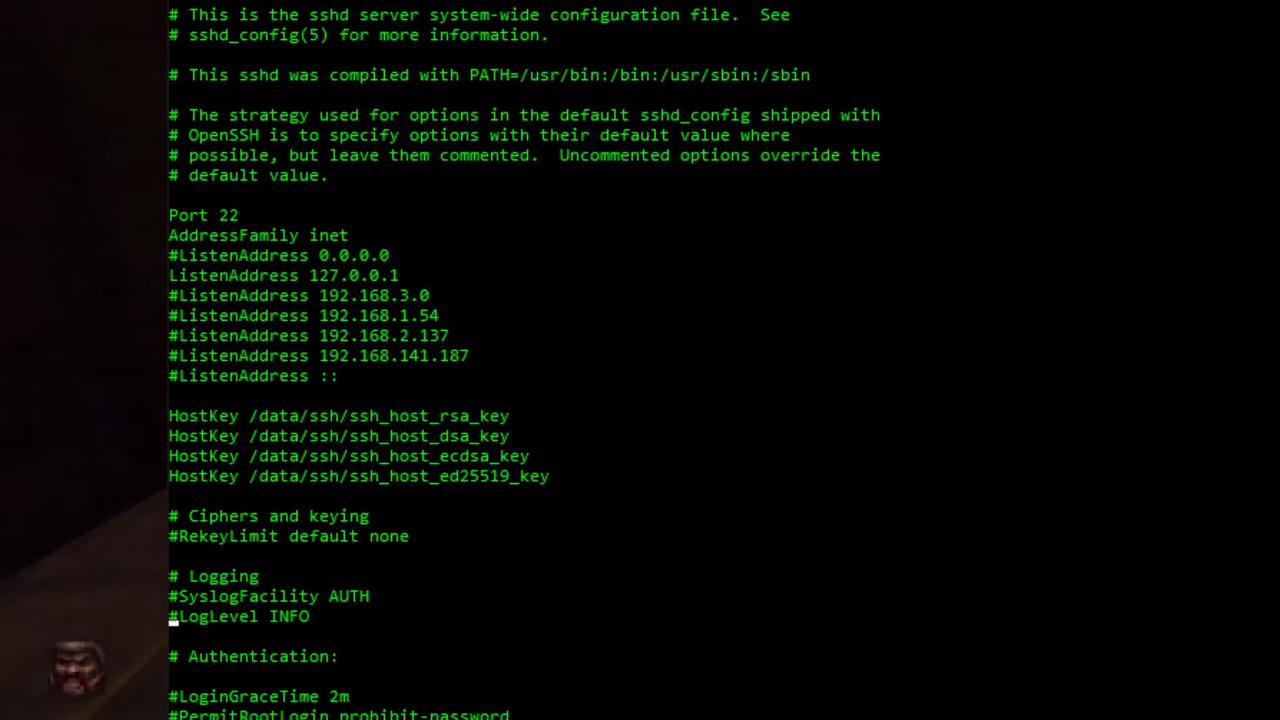 # This is the sshd server system-wide configuration file.  See
# sshd_config(5) for more information.
# This sshd was compiled with PATH=/usr/bin:/bin:/usr/sbin:/sbin
# The strategy used for options in the default sshd_config shipped with
# OpenSSH is to specify options with their default value where
# possible, but leave them commented.  Uncommented options override the
# default value.
Port 22
AddressFamily inet
#ListenAddress 0.0.0.0
ListenAddress 127.0.0.1
#ListenAddress 192.168.3.0
#ListenAddress 192.168.1.54
#ListenAddress 192.168.2.137
#ListenAddress 192.168.141.187
#ListenAddress ::
HostKey /data/ssh/ssh_host_rsa_key
HostKey /data/ssh/ssh_host_dsa_key
HostKey /data/ssh/ssh_host_ecdsa_key
HostKey /data/ssh/ssh_host_ed25519_key
# Ciphers and keying
#RekeyLimit default none
# Logging
#SyslogFacility AUTH
#LogLevel INFO
# Authentication:
#LoginGraceTime 2m
#PermitRootLogin prohibit-password